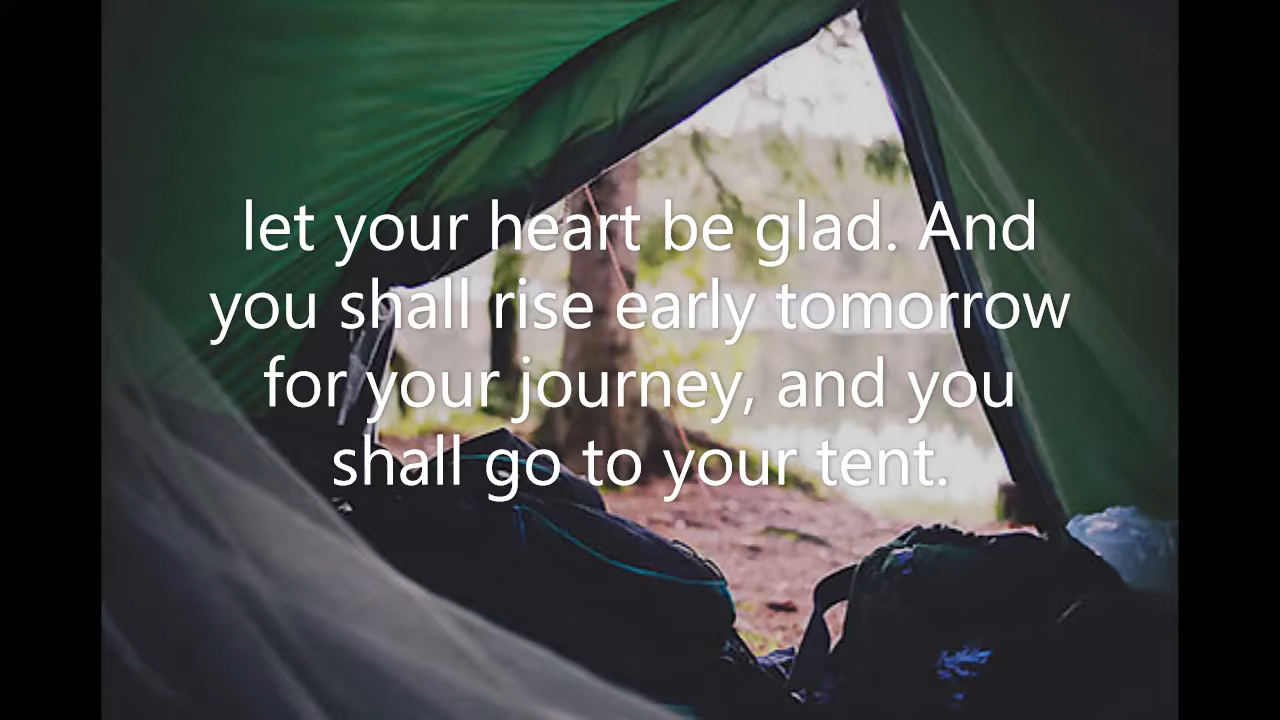 let your heart be glad. And
you shall rise early tomorrow
for your journey, and you
shall go to your tent.